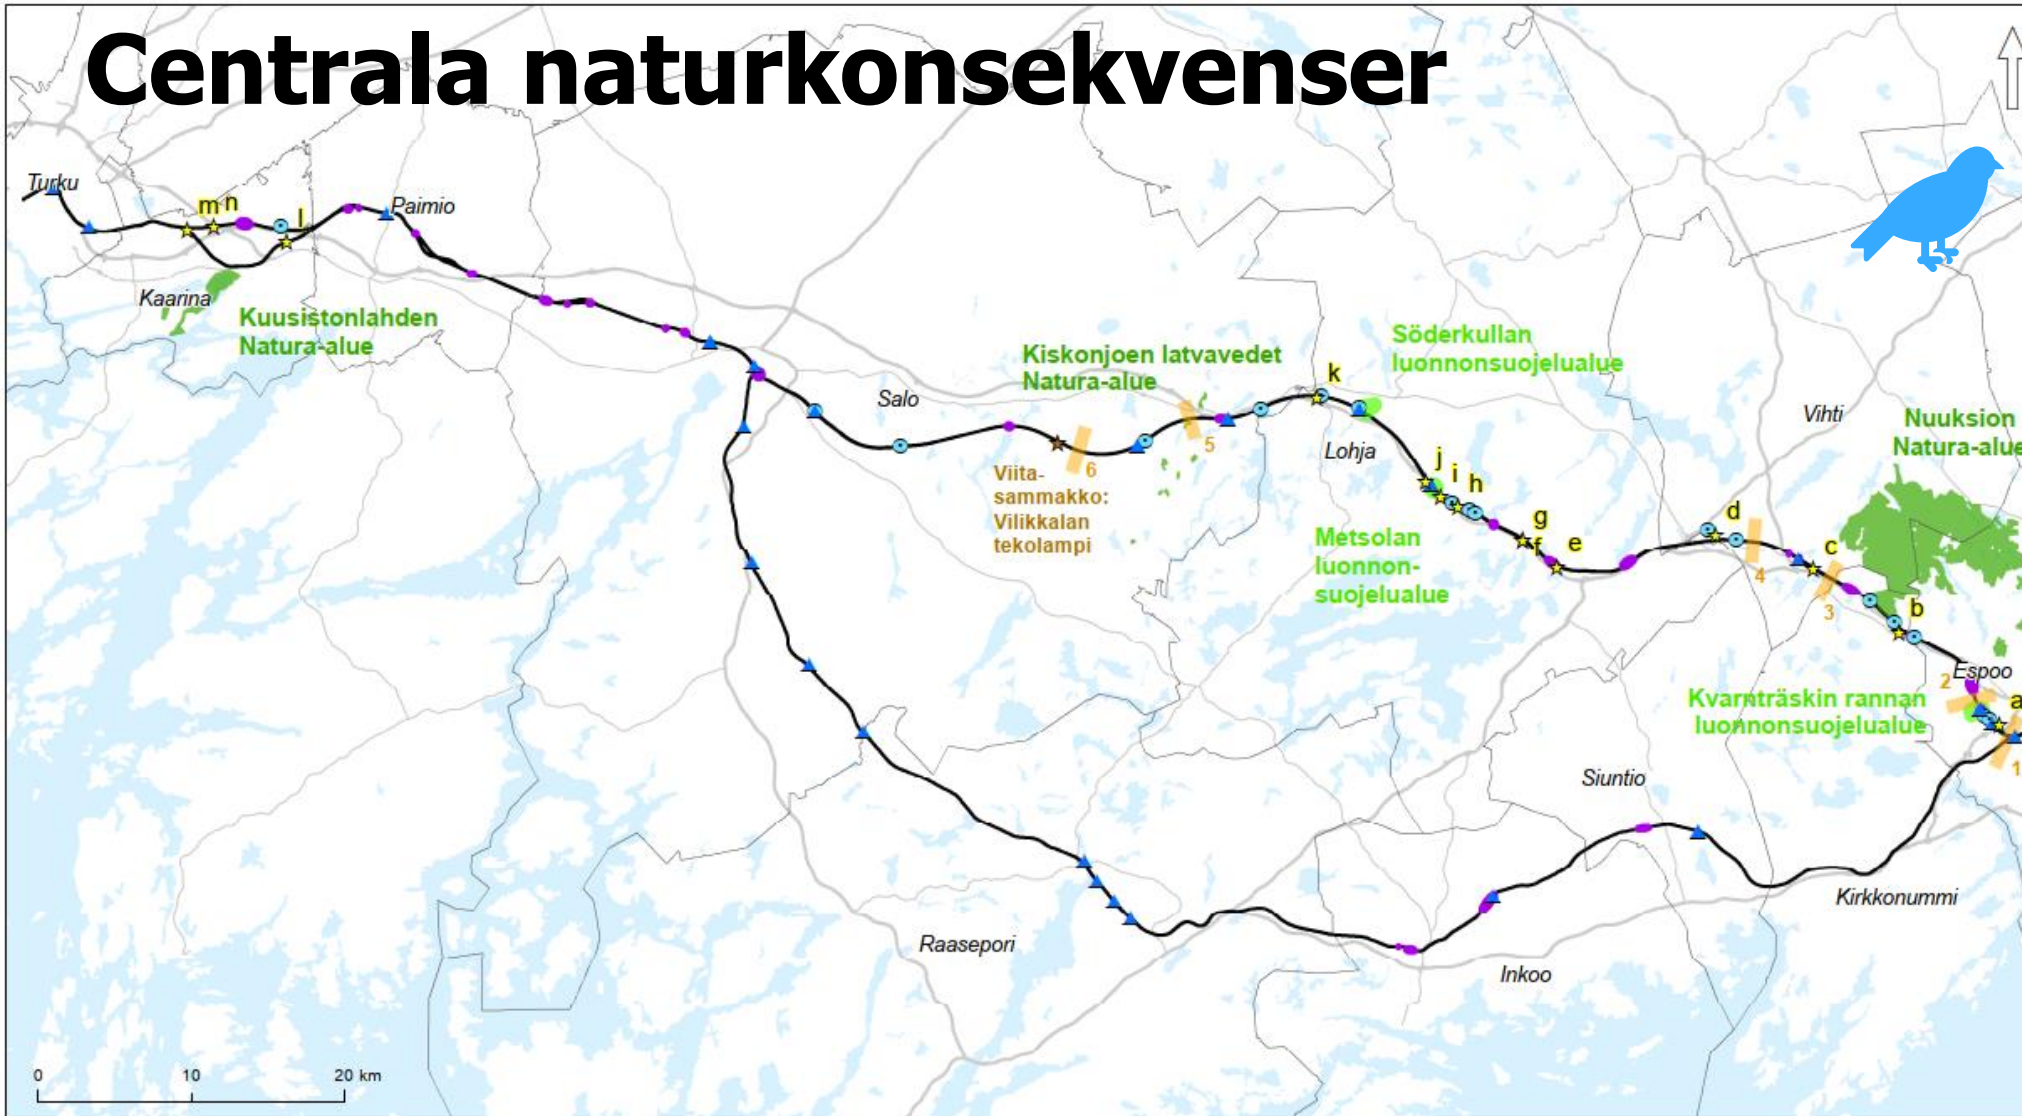 Centrala naturkonsekvenser
Turku
m n
l
Paimio
Kaarina
Kuusistonlahden
Natura-alue
Salo
Kiskonjoen latvavedet
Natura-alue
5
6
Viita-
sammakko:
Vilikkalan
tekolampi
k
Söderkullan
luonnonsuojelualue
Lohja
j
i
h
g
f
e
Metsolan
luonnon-
suojelualue
Vihti
Nuuksion
Natura-alue
d
4
c
3
b
Espoo
2
a
Kvarnträskin rannan
luonnonsuojelualue
1
Siuntio
Kirkkonummi
Raasepori
Inkoo
0 10 20 km